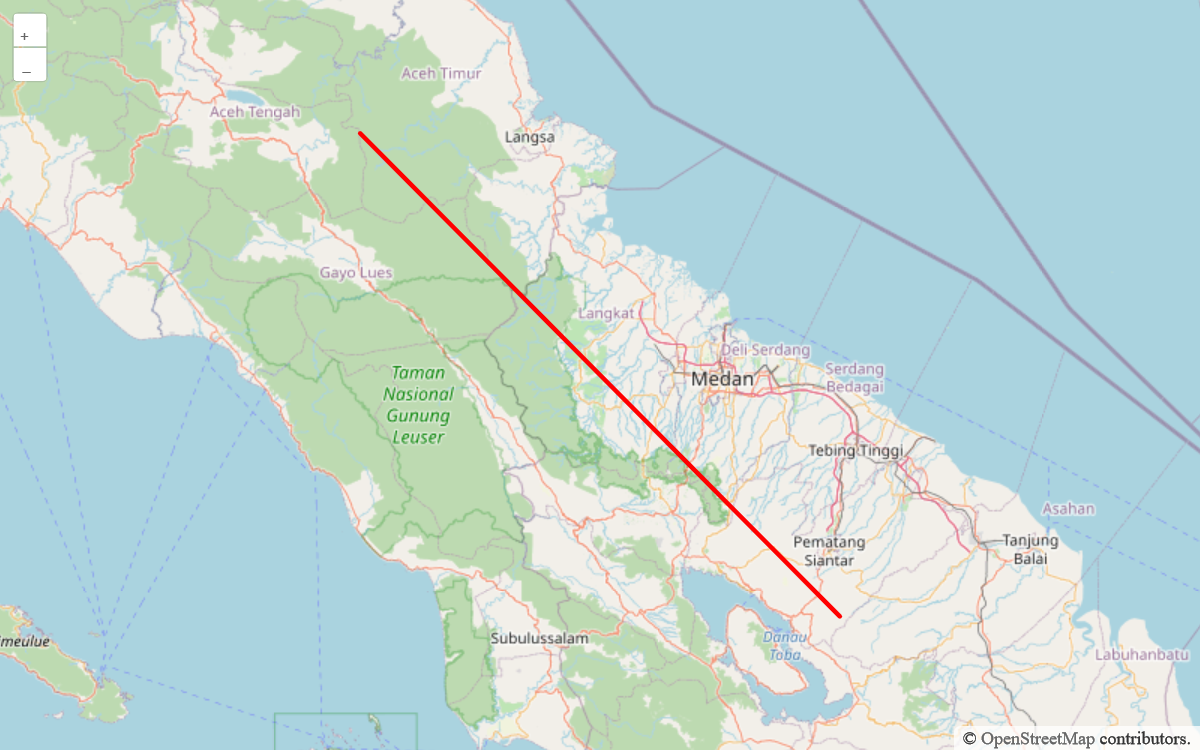 +
–
Aceh Timur
Aceh Tengah
Langsa
Gayo Lues
Langkat
Deli Serdang
Medan
Serdang
Bedagai
Taman
Nasional
Gunung
Leuser
Tebing Tinggi
Asahan
Pematang
Siantar
Tanjung
Balai
Subulussalam
Danau
Toba
imeulue
Labuhanbatu
© OpenStreetMap contributors.